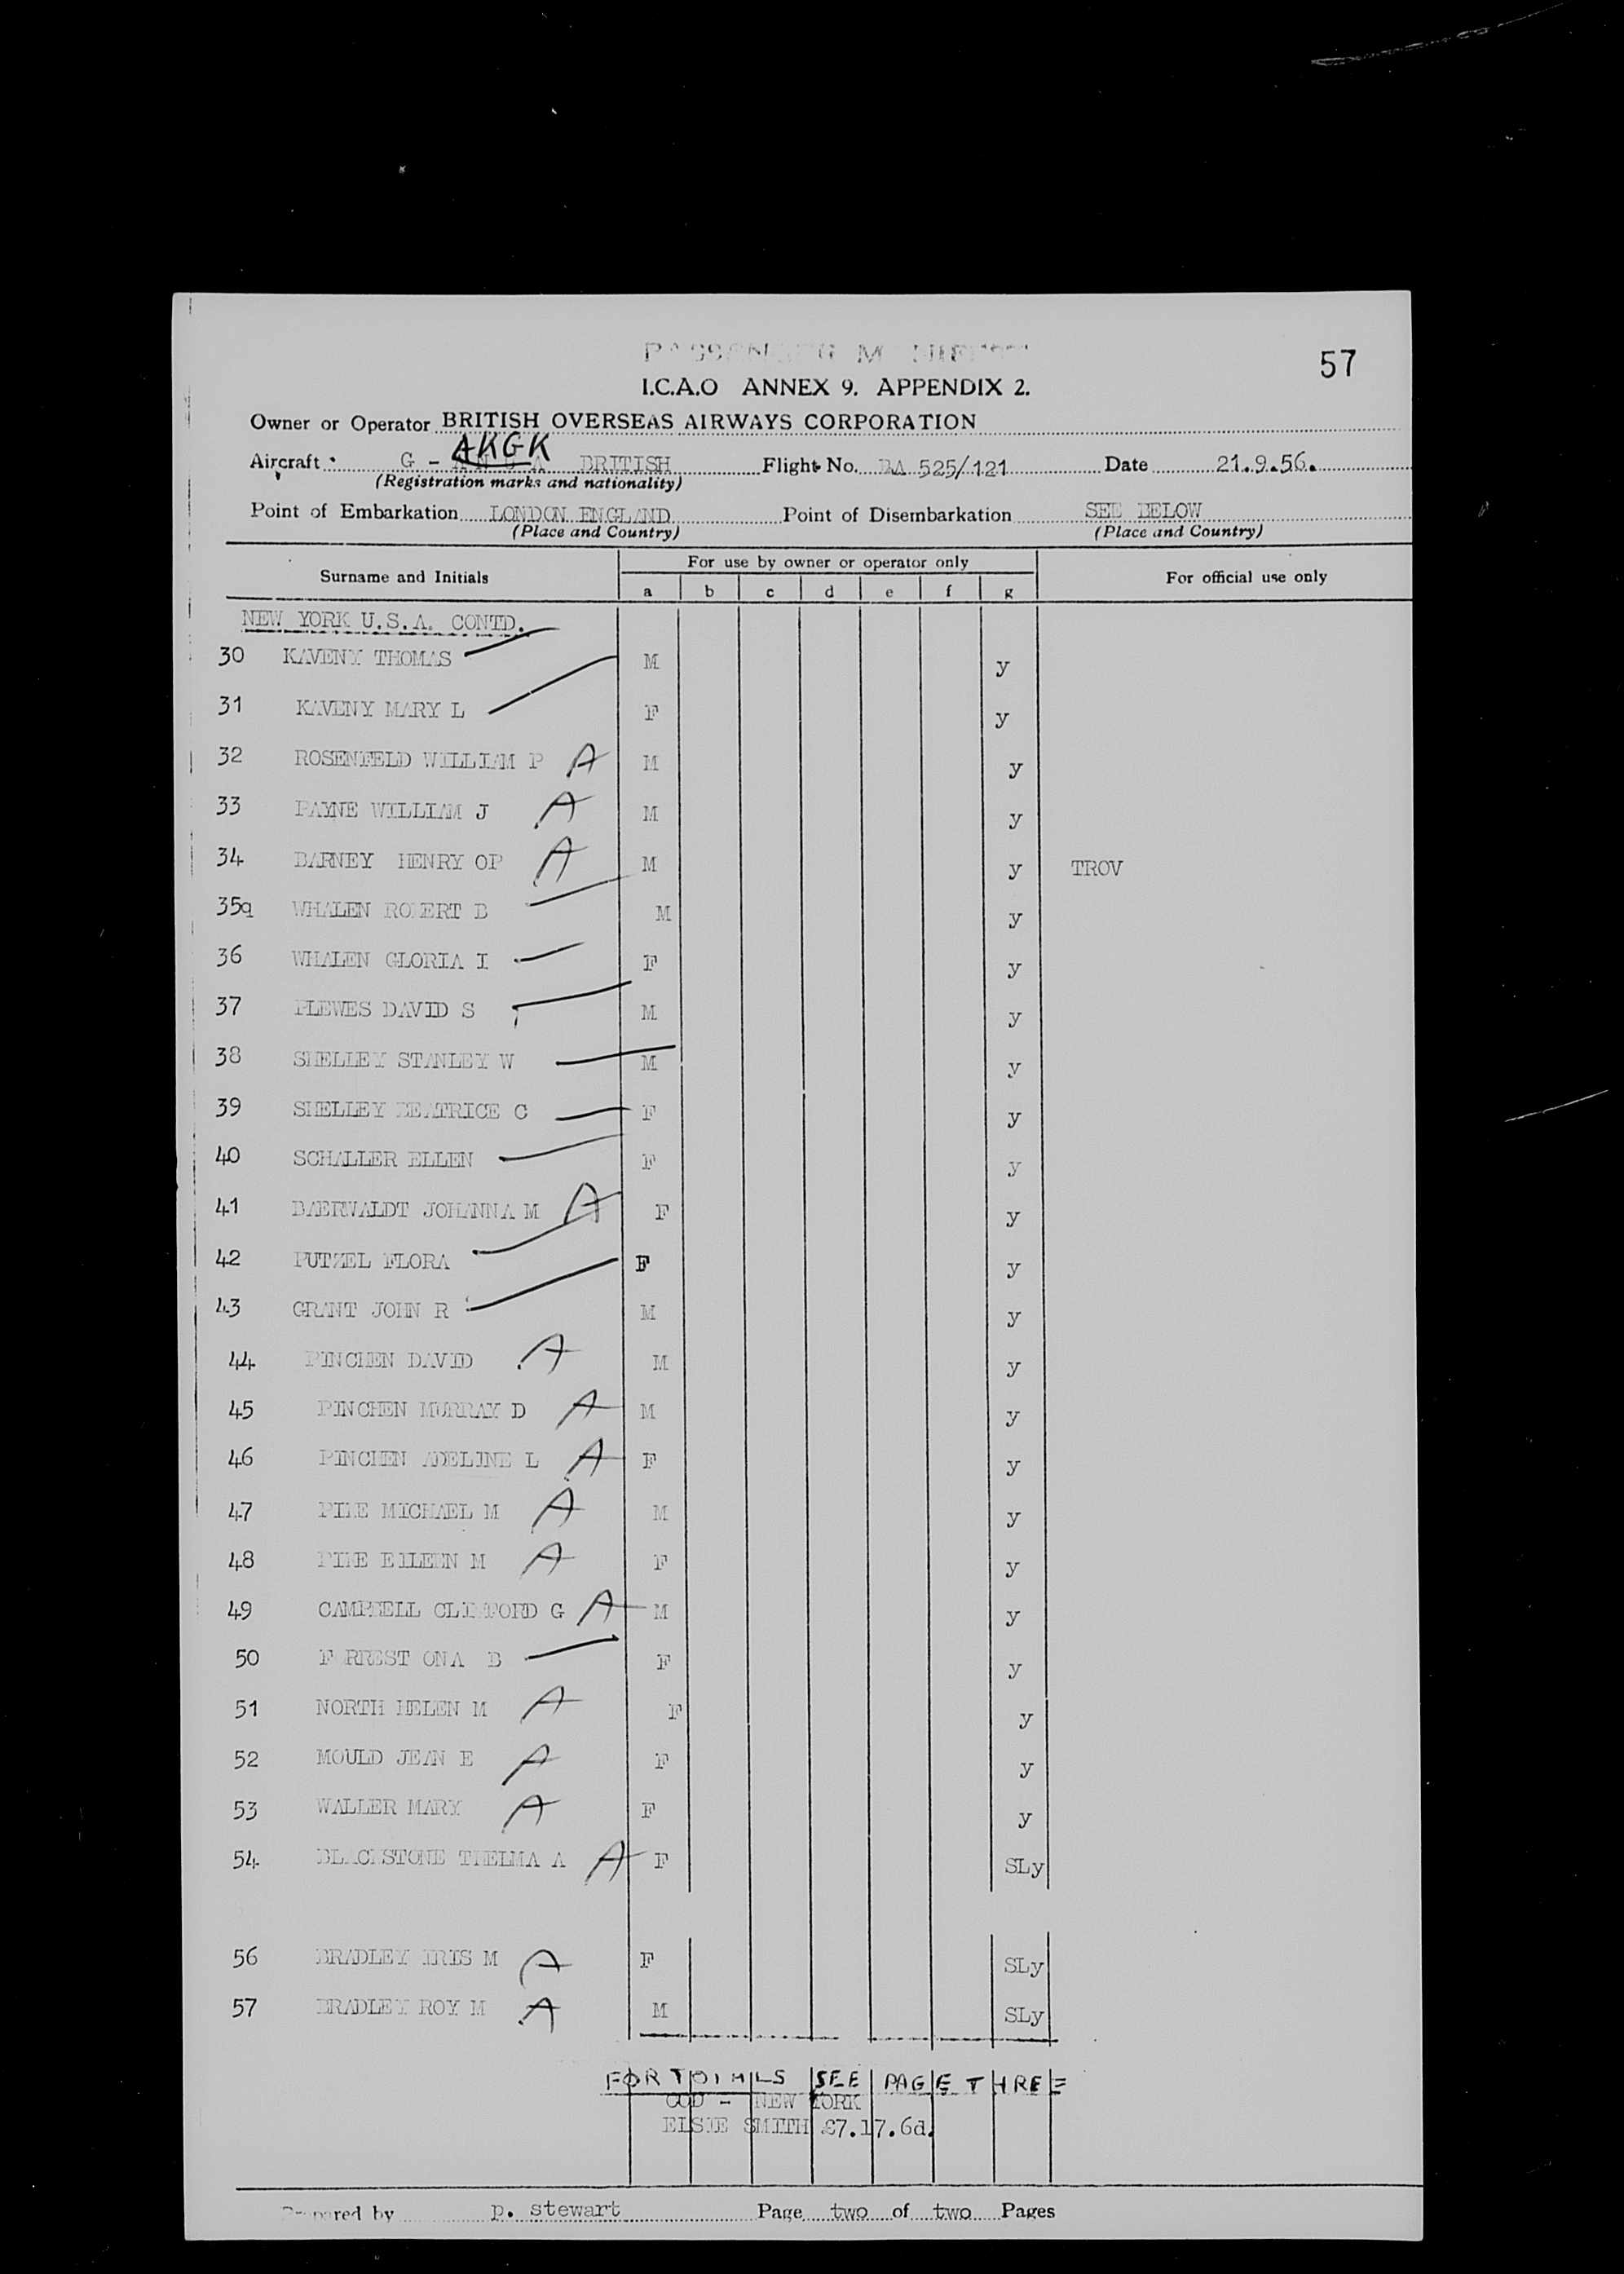 PASSENGER MANIFEST
57
I.C.A.O ANNEX 9. APPENDIX 2.
Owner or Operator BRITISH OVERSEAS AIRWAYS CORPORATION
AKGK
Aircraft G - BRITISH Flight No. BA 525/121 Date 21.9.56.
(Registration marks and nationality)
Point of Embarkation LONDON ENGLAND Point of Disembarkation SEE BELOW
(Place and Country) (Place and Country)
Surname and Initials For use by owner or operator only For official use only
a b c d e f g
NEW YORK U.S.A. CONTD.
30 KAVENY THOMAS M y
31 KAVENY MARY L F y
32 ROSENFELD WILLIAM P A M y
33 PAYNE WILLIAM J A M y
34 BARNEY HENRY OP A M y TROV
35a WHALEN ROBERT B M y
36 WHALEN GLORIA I F y
37 PLEWES DAVID S M y
38 SHELLEY STANLEY W M y
39 SHELLEY BEATRICE C F y
40 SCHALLER ELLEN F y
41 BAERWALDT JOHANNA M A F y
42 PUTZEL FLORA F y
43 GRANT JOHN R M y
44 PINCHEN DAVID A M y
45 PINCHEN MURRAY D A M y
46 PINCHEN ADELINE L A F y
47 MICHAEL M A M y
48 EILEEN M A F y
49 CAMPBELL CLIFFORD G A M y
50 FORREST ONA B F y
51 NORTH HELEN M A F y
52 MOULD JEAN E A F y
53 WALLER MARY A F y
54 BLACKSTONE THELMA A A F SLy
56 BRADLEY IRIS M A F SLy
57 BRADLEY ROY M A M SLy
FOR TOTALS SEE PAGE THREE
COD - NEW YORK
ELSIE SMITH £7.17.6d.
Prepared by p. stewart Page two of two Pages